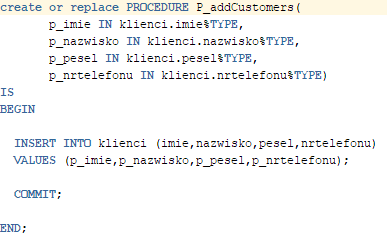 create or replace PROCEDURE P_addCustomers(
p_imie IN klienci.imie%TYPE,
p_nazwisko IN klienci.nazwisko%TYPE,
p_pesel IN klienci.pesel%TYPE,
p_nrtelefonu IN klienci.nrtelefonu%TYPE)
IS
BEGIN
INSERT INTO klienci (imie,nazwisko,pesel,nrtelefonu)
VALUES (p_imie,p_nazwisko,p_pesel,p_nrtelefonu);
COMMIT;
END;